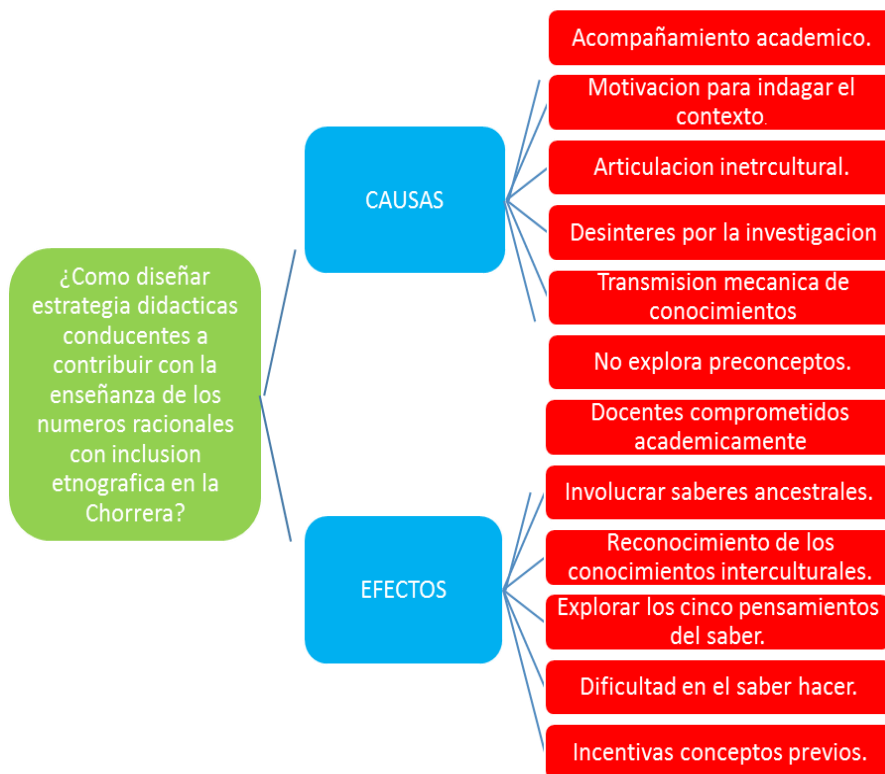 ¿Como diseñar
estrategia didacticas
conducentes a
contribuir con la
enseñanza de los
numeros racionales
con inclusion
etnografica en la
Chorrera?
CAUSAS
Acompañamiento academico.
Motivacion para indagar el
contexto.
Articulacion inetrcultural.
Desinteres por la investigacion
Transmision mecanica de
conocimientos
No explora preconceptos.
EFECTOS
Docentes comprometidos
academicamente
Involucrar saberes ancestrales.
Reconocimiento de los
conocimientos interculturales.
Explorar los cinco pensamientos
del saber.
Dificultad en el saber hacer.
Incentivas conceptos previos.